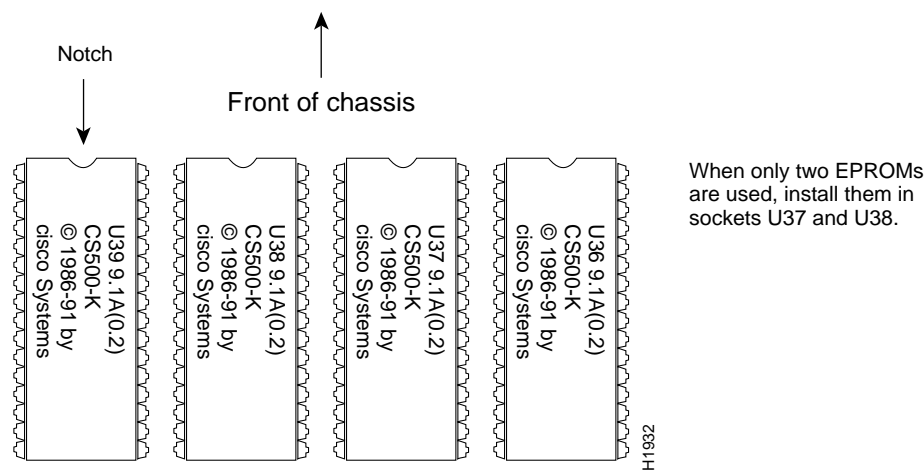 Notch
Front of chassis
U39 9.1A(0.2)
CS500-K
© 1986-91 by
cisco Systems
U38 9.1A(0.2)
CS500-K
© 1986-91 by
cisco Systems
U37 9.1A(0.2)
CS500-K
© 1986-91 by
cisco Systems
U36 9.1A(0.2)
CS500-K
© 1986-91 by
cisco Systems
When only two EPROMs
are used, install them in
sockets U37 and U38.
H1932